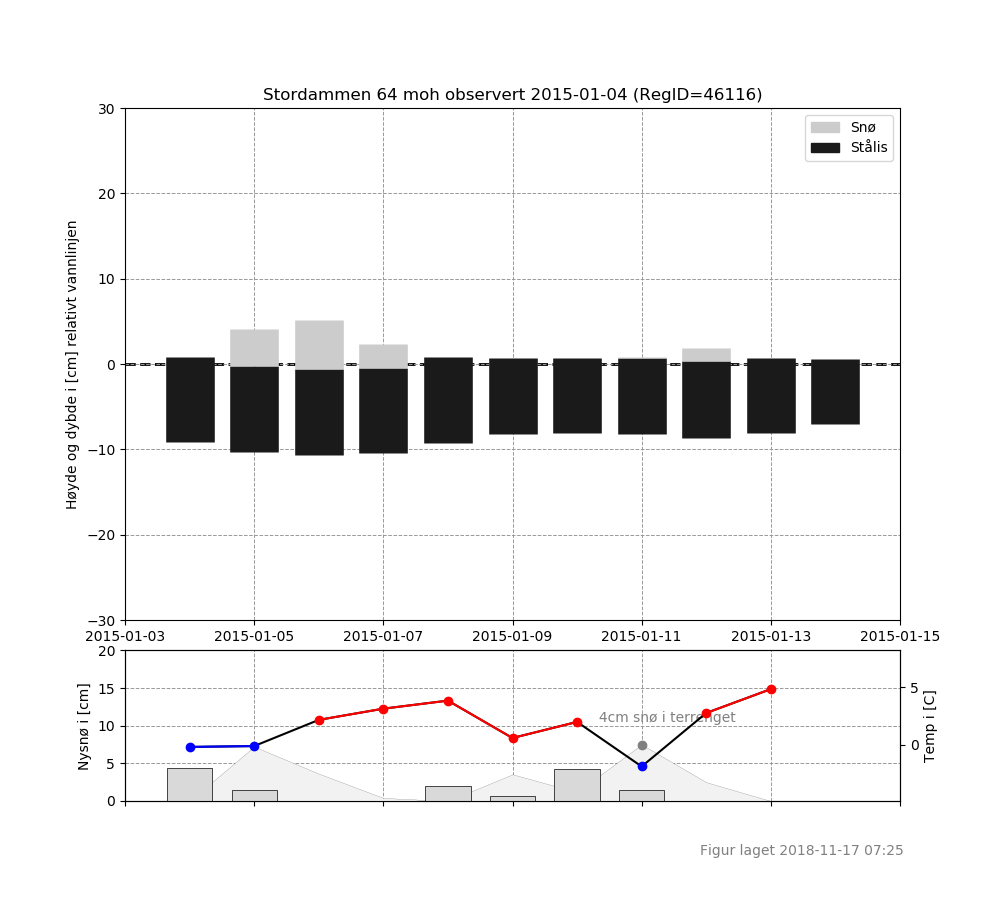 Stordammen 64 moh observert 2015-01-04 (RegID=46116)
Høyde og dybde i [cm] relativt vannlinjen
30
20
10
0
−10
−20
−30
Snø
Stålis
2015-01-03 2015-01-05 2015-01-07 2015-01-09 2015-01-11 2015-01-13 2015-01-15
Nysnø i [cm]
20
15
10
5
0
4cm snø i terrenget
5
0
Temp i [C]
Figur laget 2018-11-17 07:25